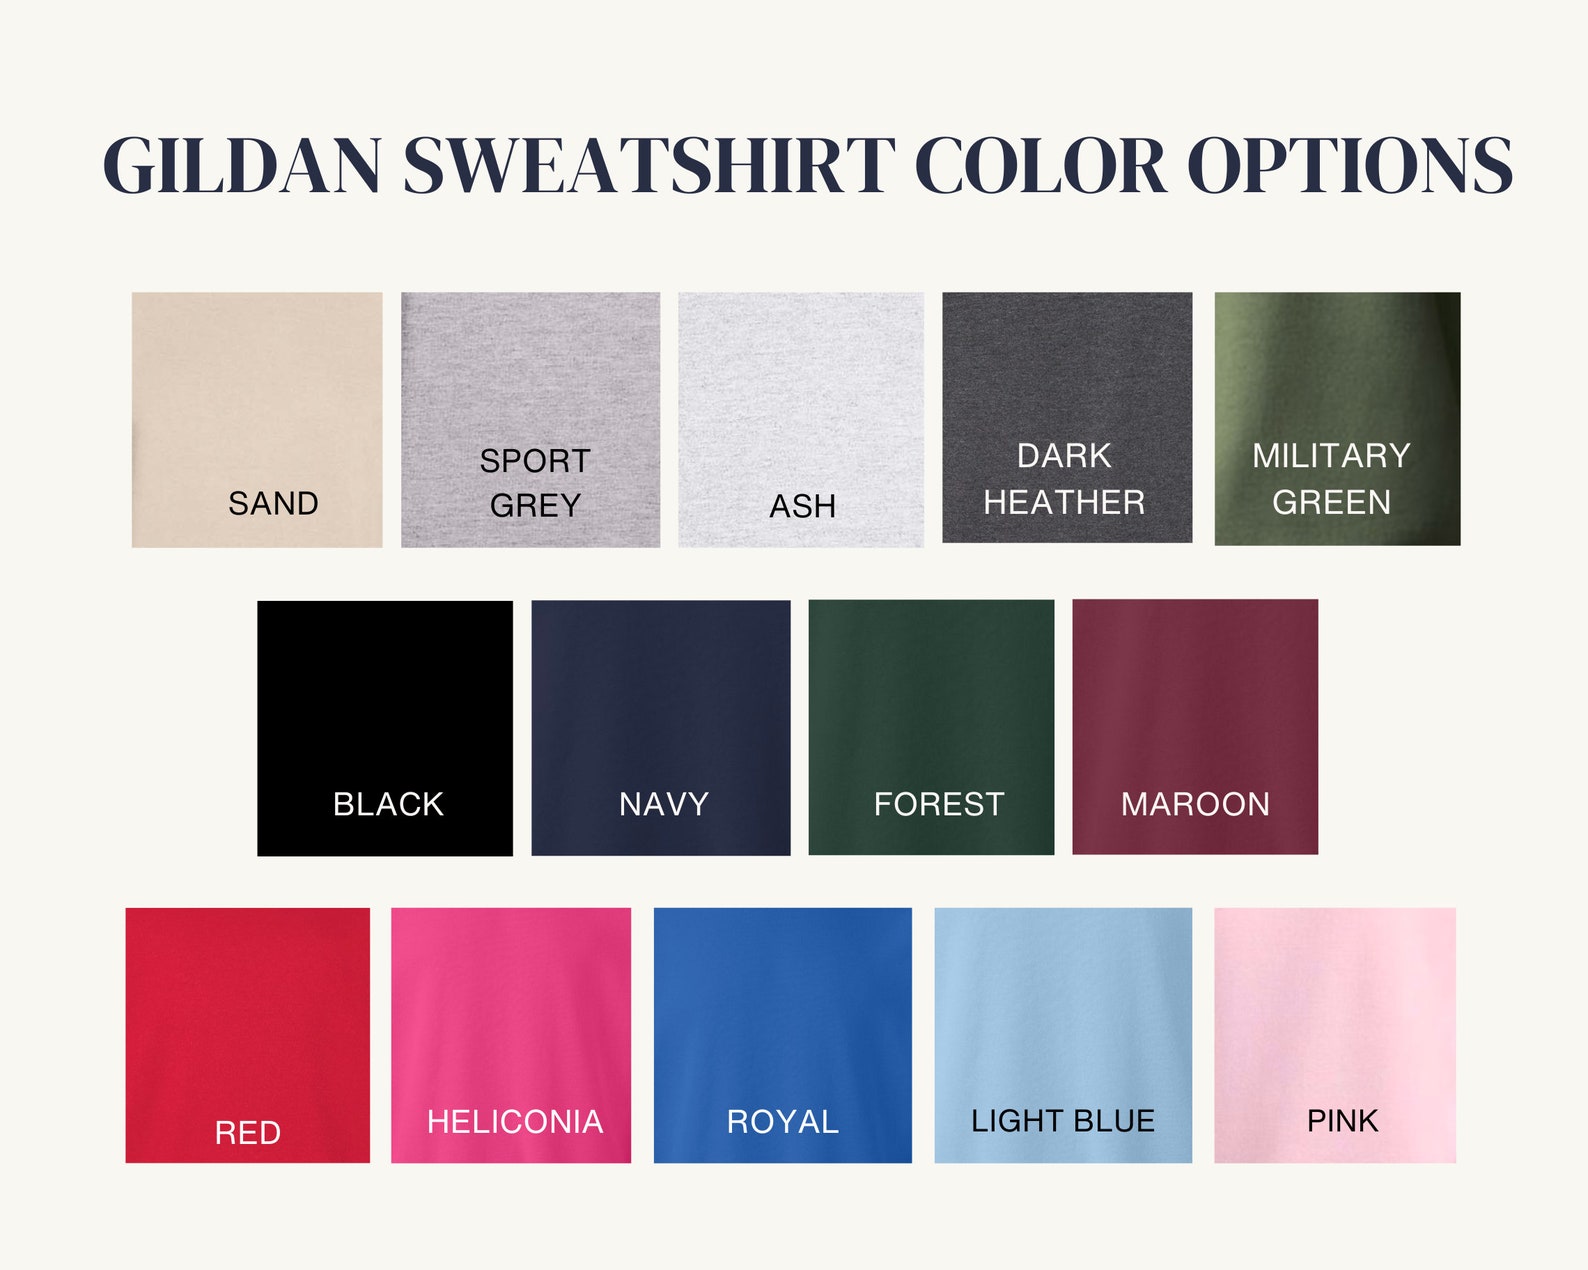 GILDAN SWEATSHIRT COLOR OPTIONS
SAND
SPORT
GREY
ASH
DARK
HEATHER
MILITARY
GREEN
BLACK
NAVY
FOREST
MAROON
RED
HELICONIA
ROYAL
LIGHT BLUE
PINK